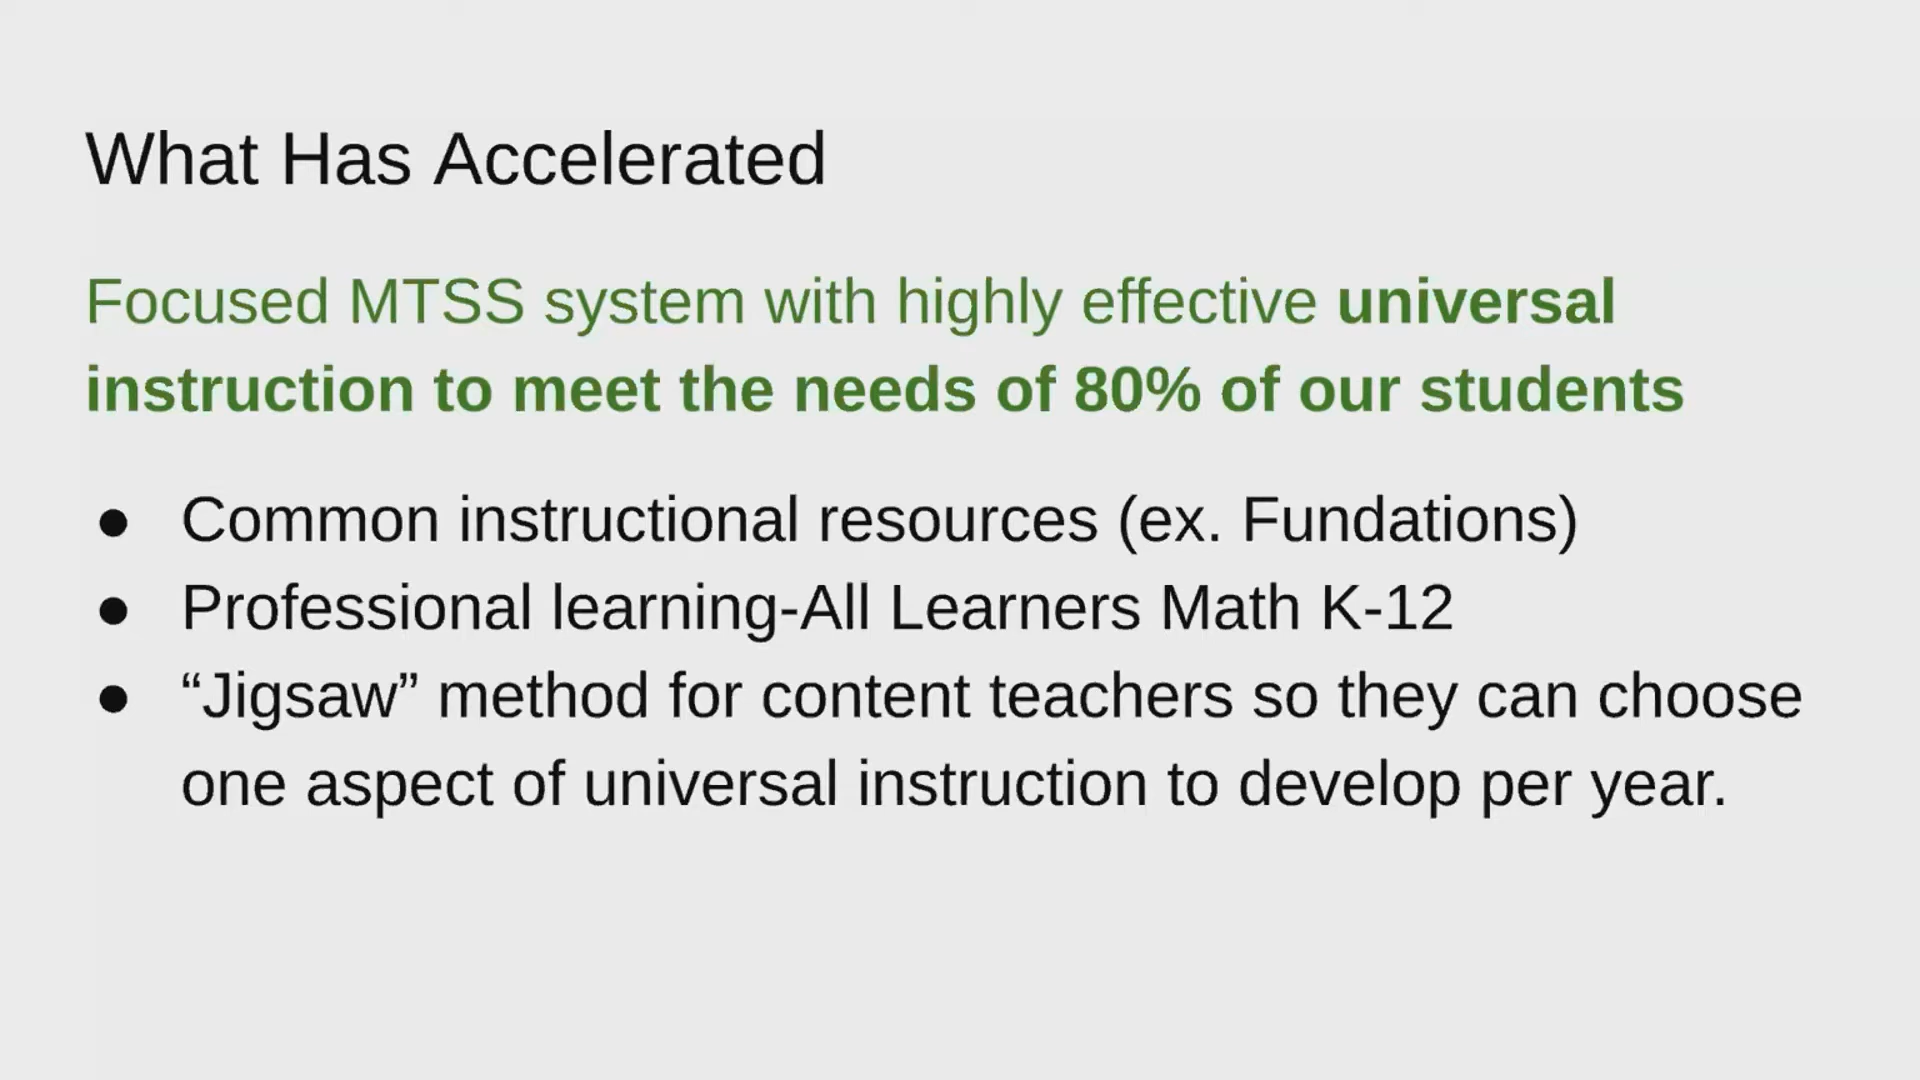 What Has Accelerated
Focused MTSS system with highly effective universal
instruction to meet the needs of 80% of our students
● Common instructional resources (ex. Fundations)
● Professional learning-All Learners Math K-12
● “Jigsaw” method for content teachers so they can choose
one aspect of universal instruction to develop per year.